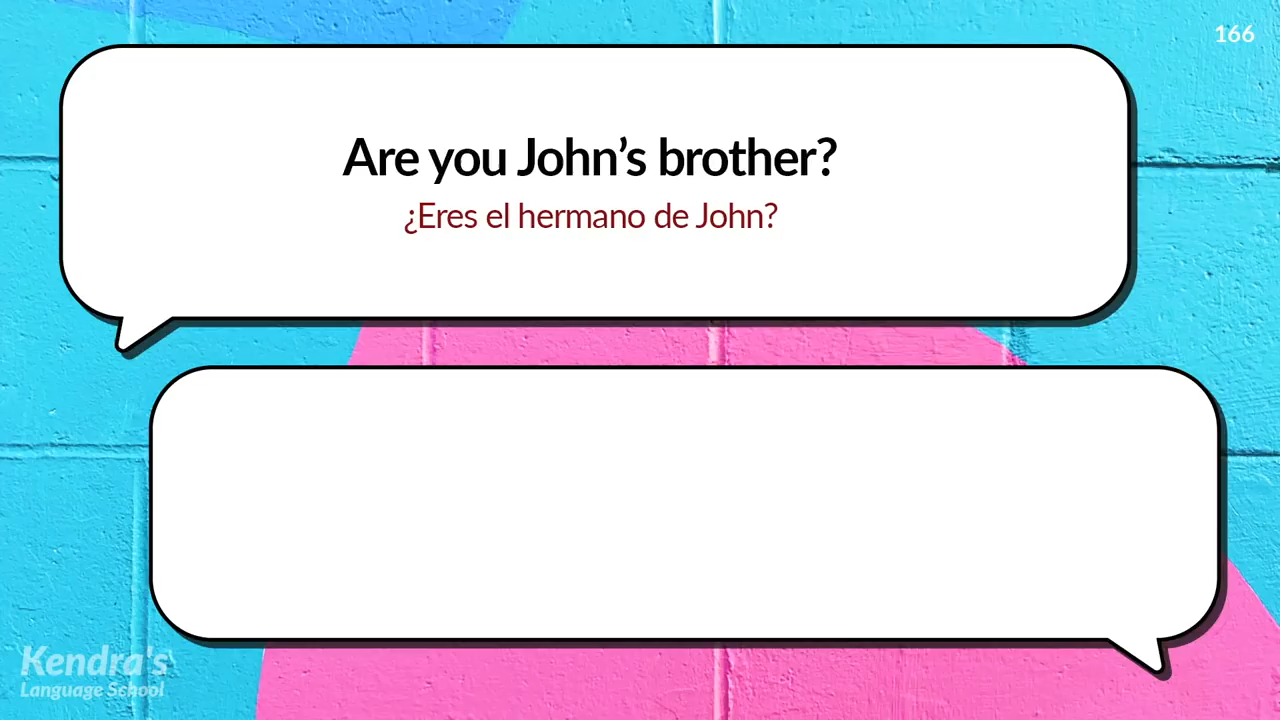 166
Are you John’s brother?
¿Eres el hermano de John?
Kendra's
Language School